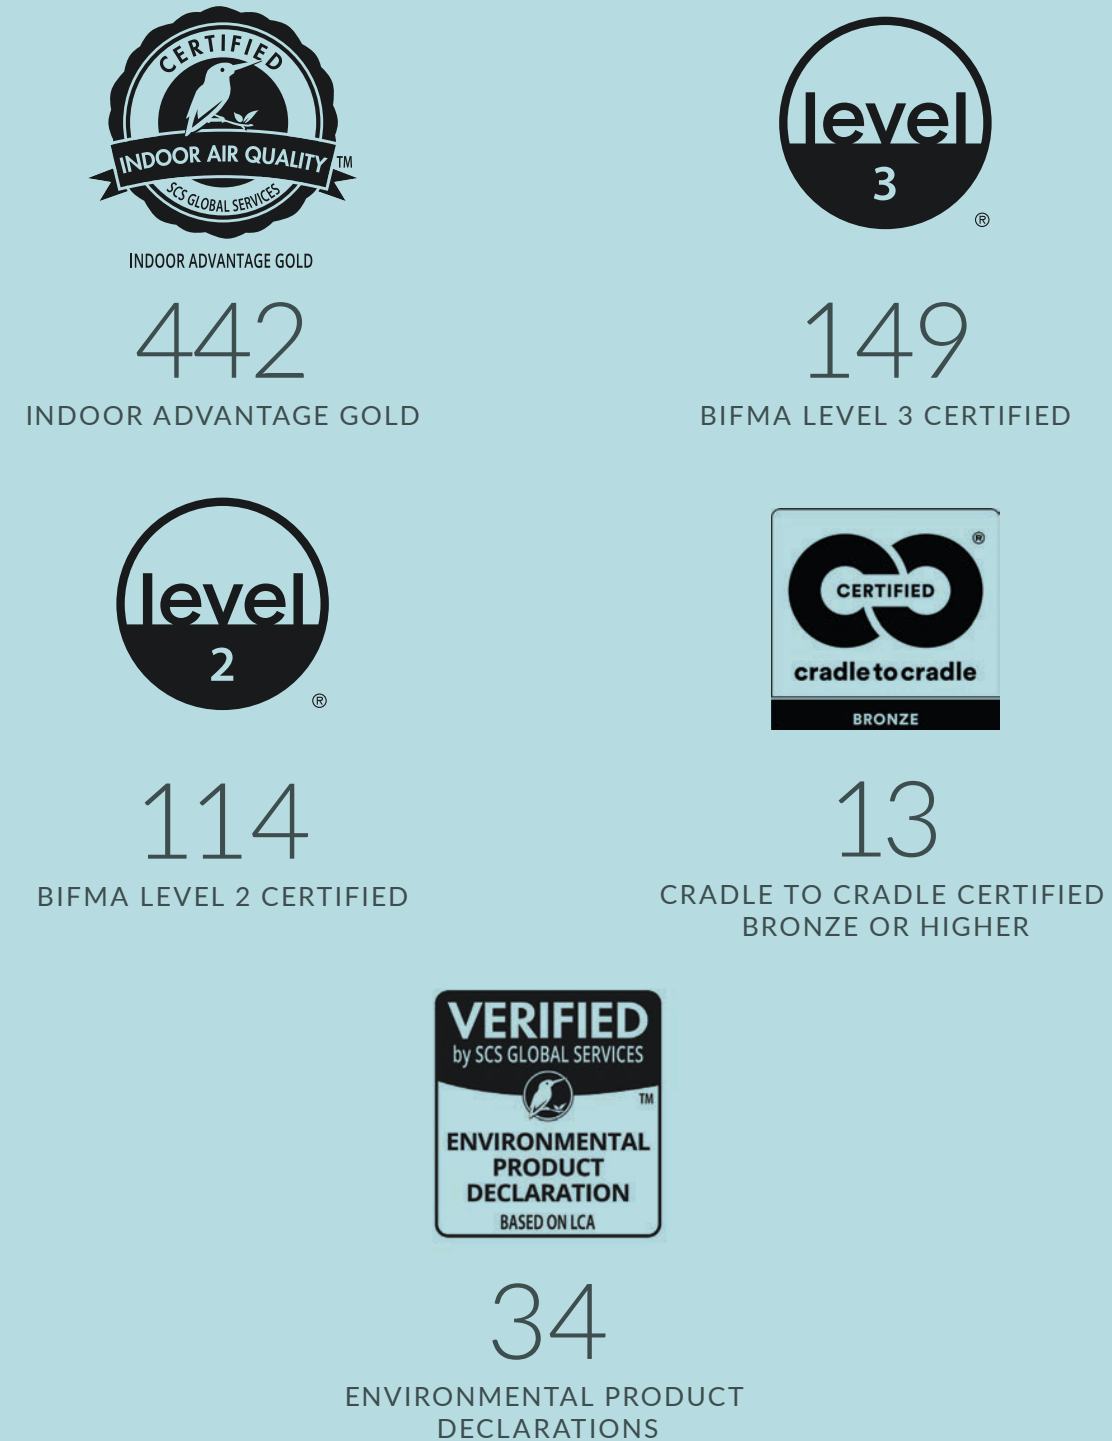 CERTIFIED
INDOOR AIR QUALITY™
SCS GLOBAL SERVICES
INDOOR ADVANTAGE GOLD
442
INDOOR ADVANTAGE GOLD
level
3
®
149
BIFMA LEVEL 3 CERTIFIED
level
2
®
114
BIFMA LEVEL 2 CERTIFIED
®
CERTIFIED
cradle to cradle
BRONZE
13
CRADLE TO CRADLE CERTIFIED
BRONZE OR HIGHER
VERIFIED
by SCS GLOBAL SERVICES
™
ENVIRONMENTAL
PRODUCT
DECLARATION
BASED ON LCA
34
ENVIRONMENTAL PRODUCT
DECLARATIONS